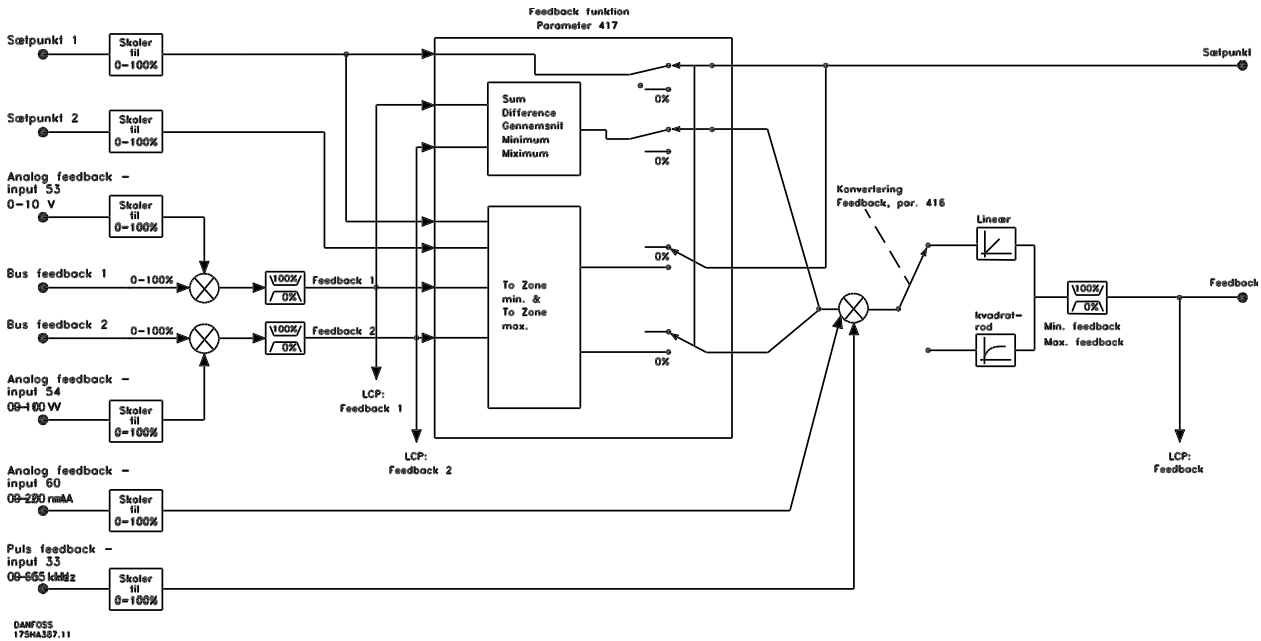 Feedback funktion
Parameter 417
Sætpunkt 1
Skaler
til
0-100%
Sætpunkt
0%
Sum
Difference
Gennemsnit
Minimum
Miximum
Sætpunkt 2
Skaler
til
0-100%
0%
Analog feedback -
input 53
0-10 V
Skaler
til
0-100%
Konvertering
Feedback, par. 416
Lineær
0%
Bus feedback 1
0-100%
100%
0%
Feedback 1
To Zone
min. &
To Zone
max.
Feedback
100%
0%
Min. feedback
Max. feedback
kvadrat-
rod
Bus feedback 2
0-100%
100%
0%
Feedback 2
0%
Analog feedback -
input 54
Skaler
til
0-100%
LCP:
Feedback 1
LCP:
Feedback 2
LCP:
Feedback
Analog feedback -
input 60
Skaler
til
0-100%
Puls feedback -
input 33
Skaler
til
0-100%
DANFOSS
175HA387.11